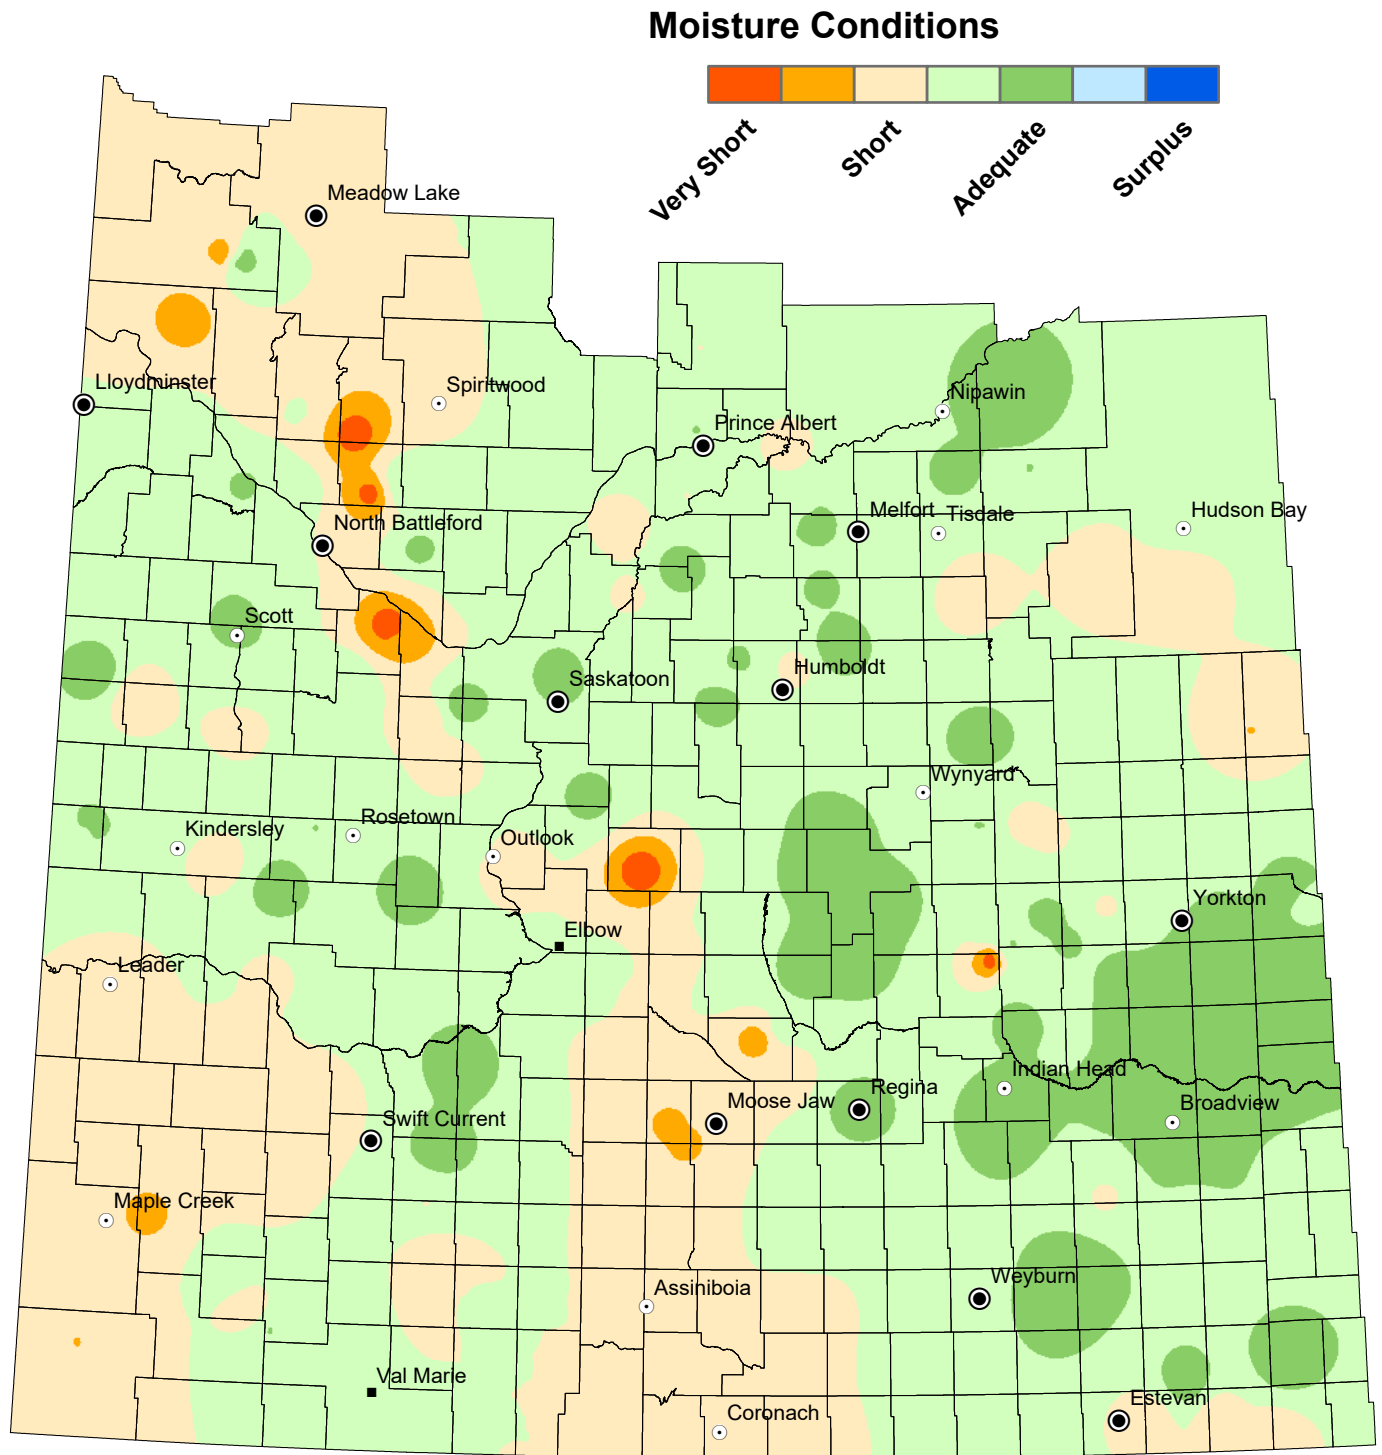 Moisture Conditions
Very Short
Short
Adequate
Surplus
Meadow Lake
Lloydminster
Spiritwood
Nipawin
Prince Albert
Melfort
Tisdale
Hudson Bay
North Battleford
Scott
Saskatoon
Humboldt
Wynyard
Kindersley
Rosetown
Outlook
Yorkton
Elbow
Leader
Indian Head
Regina
Moose Jaw
Broadview
Swift Current
Maple Creek
Weyburn
Assiniboia
Val Marie
Estevan
Coronach